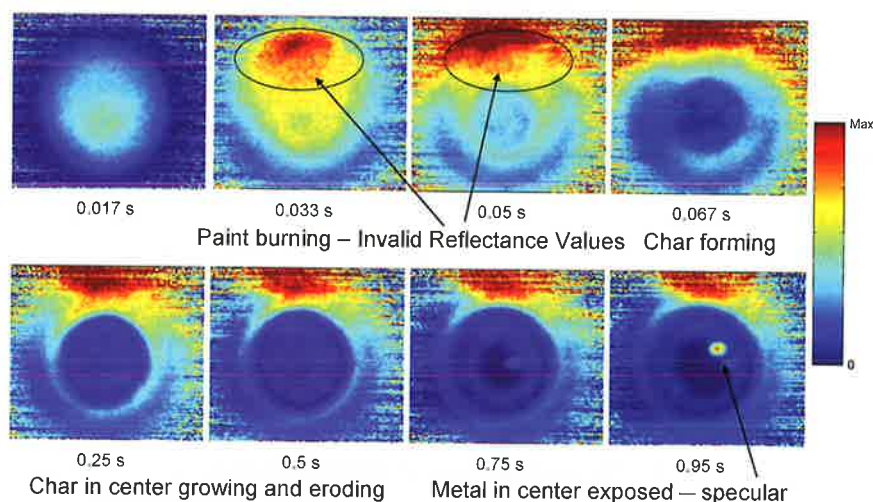 0.017 s
0.033 s
0.05 s
0.067 s
Max
Paint burning – Invalid Reflectance Values
Char forming
0
0.25 s
0.5 s
0.75 s
0.95 s
Char in center growing and eroding
Metal in center exposed – specular